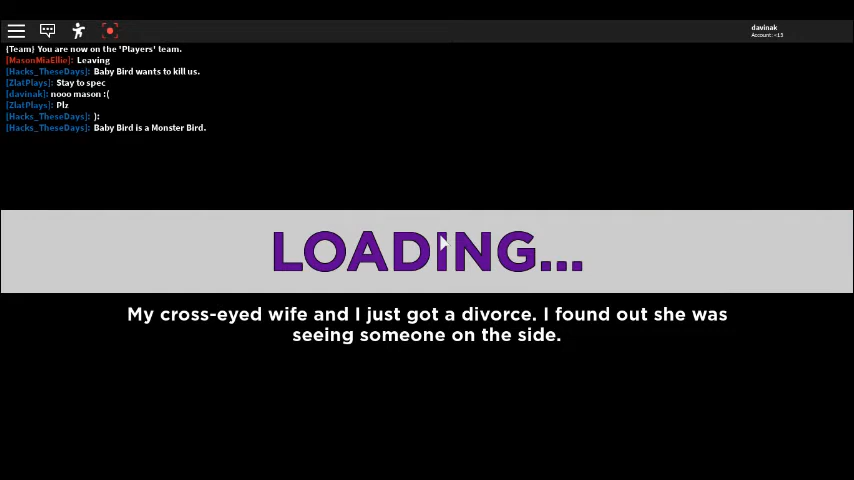 davinak
Account: <13
{Team} You are now on the 'Players' team.
[MasonMiaEllie]: Leaving
[Hacks_TheseDays]: Baby Bird wants to kill us.
[ZlatPlays]: Stay to spec
[davinak]: nooo mason :(
[ZlatPlays]: Plz
[Hacks_TheseDays]: ):
[Hacks_TheseDays]: Baby Bird is a Monster Bird.
LOADING...
My cross-eyed wife and I just got a divorce. I found out she was
seeing someone on the side.